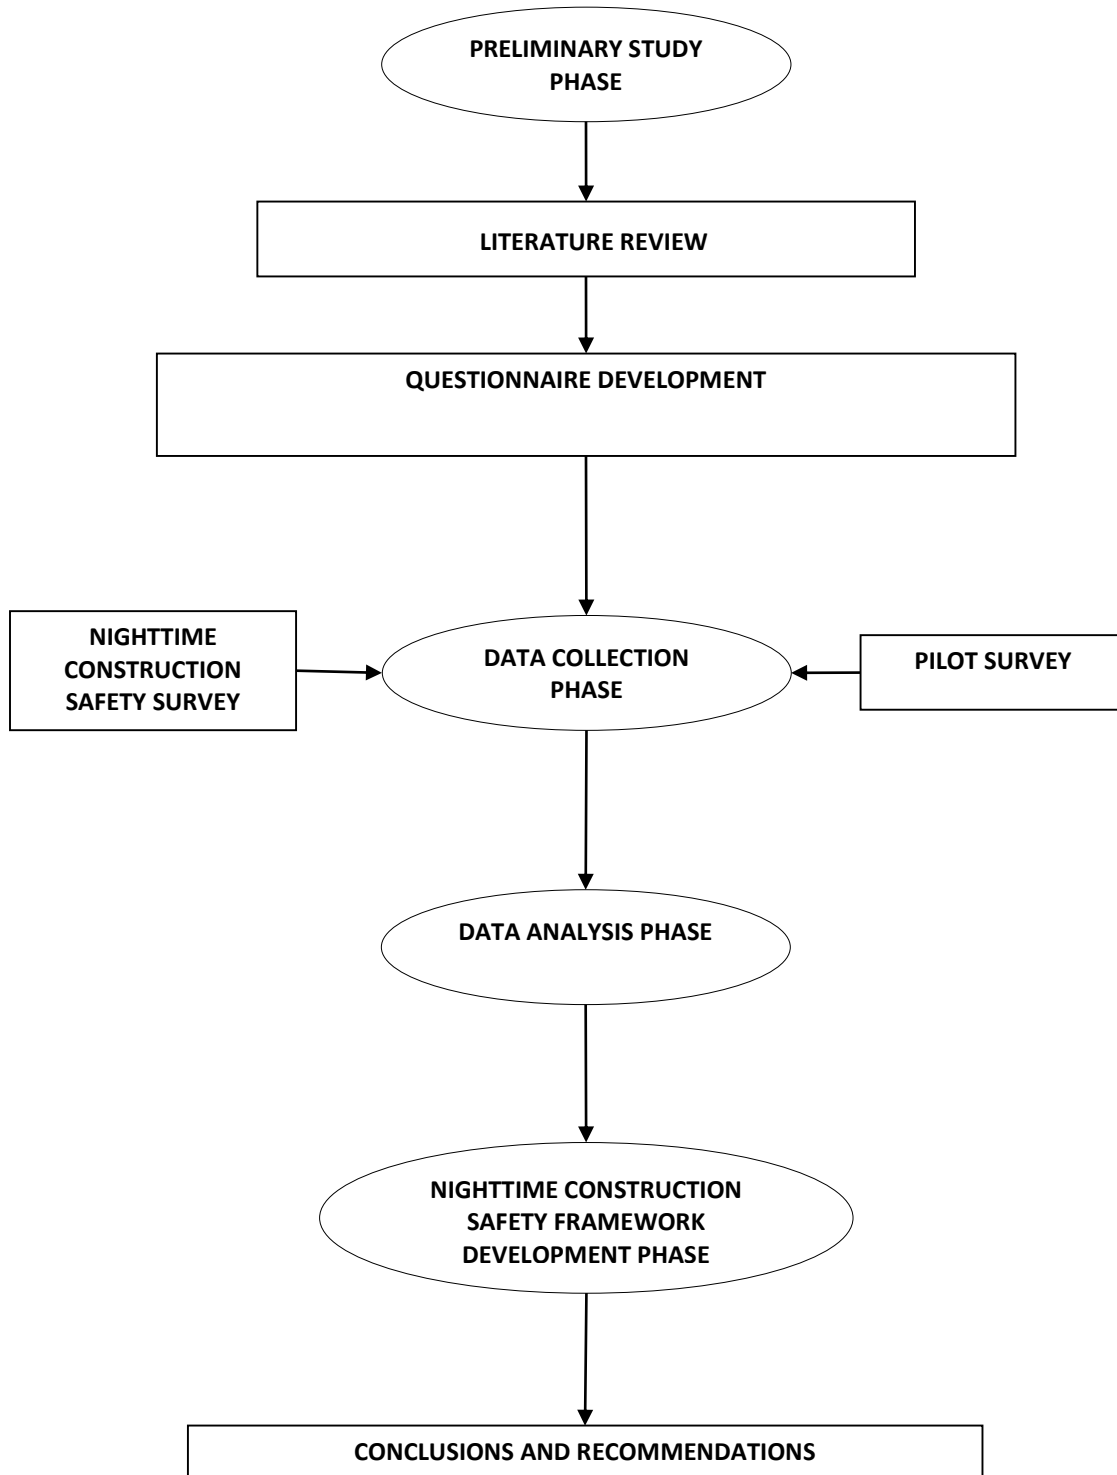 PRELIMINARY STUDY
PHASE
LITERATURE REVIEW
QUESTIONNAIRE DEVELOPMENT
NIGHTTIME
CONSTRUCTION
SAFETY SURVEY
DATA COLLECTION
PHASE
PILOT SURVEY
DATA ANALYSIS PHASE
NIGHTTIME CONSTRUCTION
SAFETY FRAMEWORK
DEVELOPMENT PHASE
CONCLUSIONS AND RECOMMENDATIONS